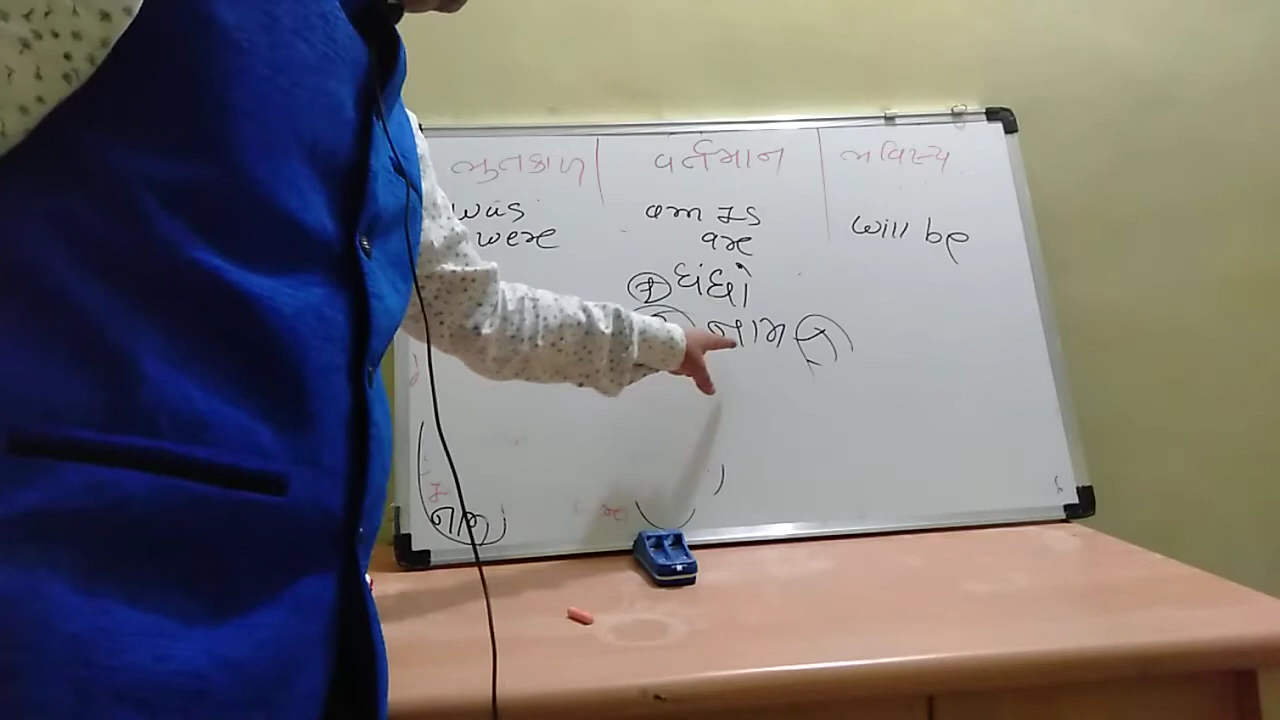 ભુતકાળ વર્તમાન ભવિસ્ય
was am Is
were are will be
ધંધો
નામ
I
નામ